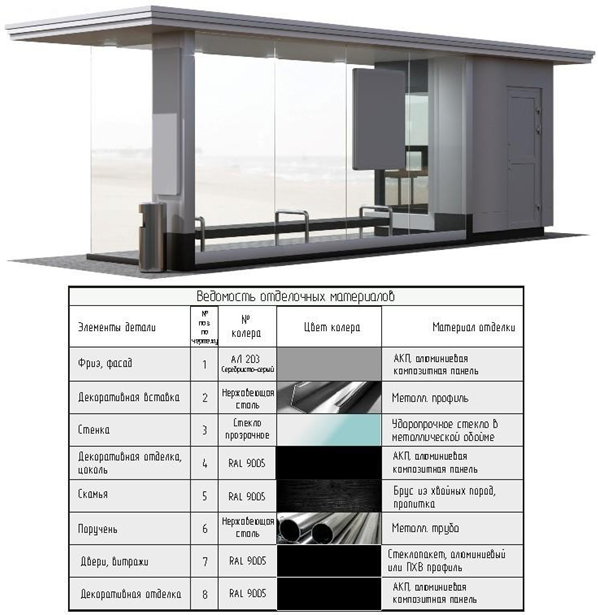 Ведомость отделочных материалов
Элементы детали
№
поз
по
чертежу
№
колера
Цвет колера
Материал отделки
Фриз, фасад
1
АЛ 203
Серебристо-серый
АКП, алюминиевая
композитная панель
Декоративная вставка
2
Нержавеющая
сталь
Металл. профиль
Стенка
3
Стекло
прозрачное
Ударопрочное стекло в
металлической обойме
Декоративная отделка,
цоколь
4
RAL 9005
АКП, алюминиевая
композитная панель
Скамья
5
RAL 9005
Брус из хвойных пород,
пропитка
Поручень
6
Нержавеющая
сталь
Металл. труба
Двери, витражи
7
RAL 9005
Стеклопакет, алюминиевый
или ПХВ профиль
Декоративная отделка
8
RAL 9005
АКП, алюминиевая
композитная панель